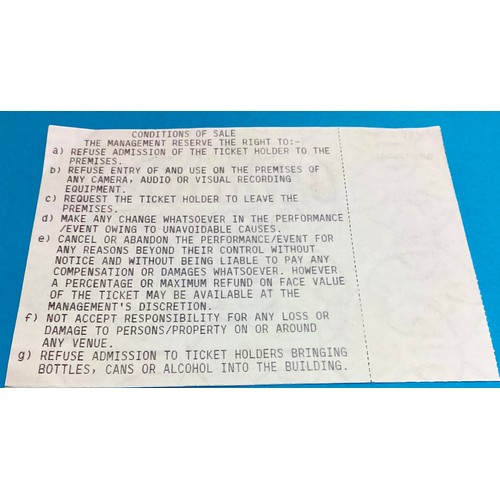 CONDITIONS OF SALE
THE MANAGEMENT RESERVE THE RIGHT TO:-
a) REFUSE ADMISSION OF THE TICKET HOLDER TO THE
PREMISES.
b) REFUSE ENTRY OF AND USE ON THE PREMISES OF
ANY CAMERA, AUDIO OR VISUAL RECORDING
EQUIPMENT.
c) REQUEST THE TICKET HOLDER TO LEAVE THE
PREMISES.
d) MAKE ANY CHANGE WHATSOEVER IN THE PERFORMANCE
/EVENT OWING TO UNAVOIDABLE CAUSES.
e) CANCEL OR ABANDON THE PERFORMANCE/EVENT FOR
ANY REASONS BEYOND THEIR CONTROL WITHOUT
NOTICE AND WITHOUT BEING LIABLE TO PAY ANY
COMPENSATION OR DAMAGES WHATSOEVER. HOWEVER
A PERCENTAGE OR MAXIMUM REFUND ON FACE VALUE
OF THE TICKET MAY BE AVAILABLE AT THE
MANAGEMENT'S DISCRETION.
f) NOT ACCEPT RESPONSIBILITY FOR ANY LOSS OR
DAMAGE TO PERSONS/PROPERTY ON OR AROUND
ANY VENUE.
g) REFUSE ADMISSION TO TICKET HOLDERS BRINGING
BOTTLES, CANS OR ALCOHOL INTO THE BUILDING.